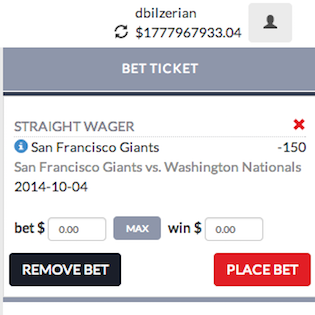 dbilzerian
$1777967933.04
BET TICKET
STRAIGHT WAGER
San Francisco Giants -150
San Francisco Giants vs. Washington Nationals
2014-10-04
bet $ 0.00 MAX win $ 0.00
REMOVE BET PLACE BET